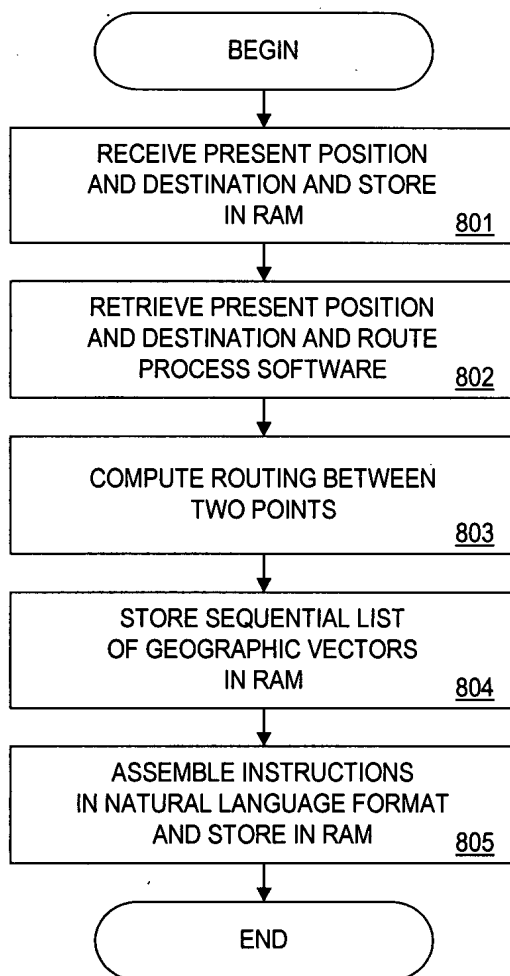 BEGIN
RECEIVE PRESENT POSITION
AND DESTINATION AND STORE
IN RAM
801
RETRIEVE PRESENT POSITION
AND DESTINATION AND ROUTE
PROCESS SOFTWARE
802
COMPUTE ROUTING BETWEEN
TWO POINTS
803
STORE SEQUENTIAL LIST
OF GEOGRAPHIC VECTORS
IN RAM
804
ASSEMBLE INSTRUCTIONS
IN NATURAL LANGUAGE FORMAT
AND STORE IN RAM
805
END